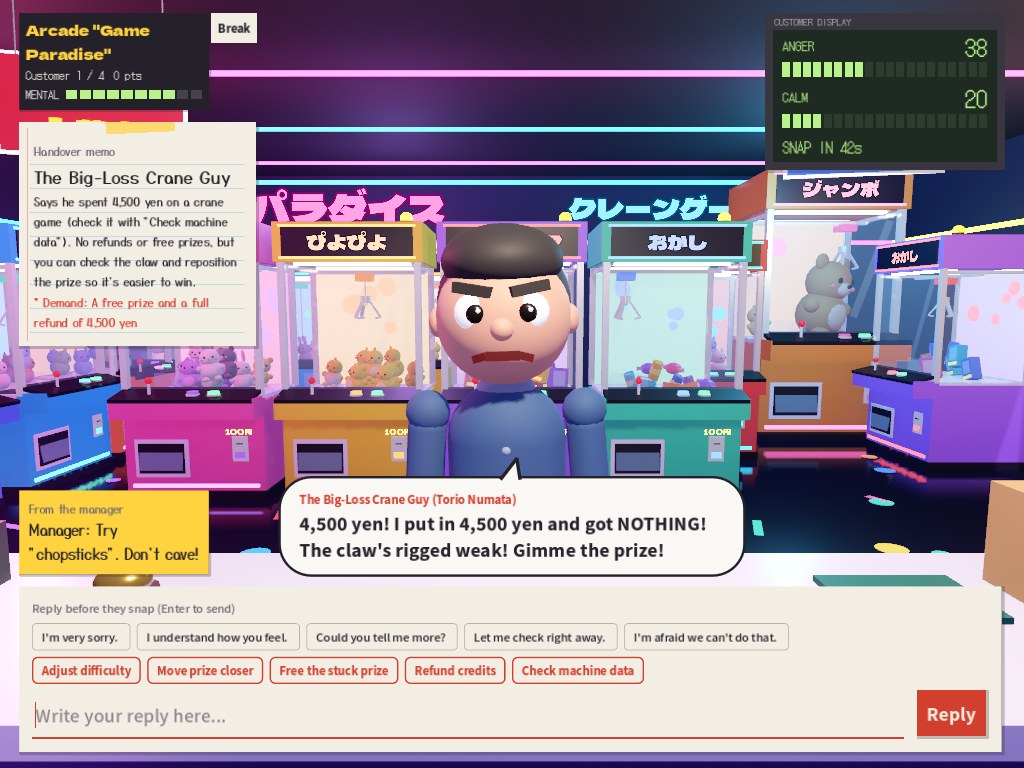 Arcade "Game
Paradise"
Customer 1 / 4 0 pts
MENTAL
Break
CUSTOMER DISPLAY
ANGER 38
CALM 20
SNAP IN 42s
Handover memo
The Big-Loss Crane Guy
Says he spent 4,500 yen on a crane
game (check it with "Check machine
data"). No refunds or free prizes, but
you can check the claw and reposition
the prize so it's easier to win.
* Demand: A free prize and a full
refund of 4,500 yen
パラダイス
クレーンゲー
ジャンボ
ぴよぴよ
おかし
おかし
100円
100円
100円
From the manager
Manager: Try
"chopsticks". Don't cave!
The Big-Loss Crane Guy (Torio Numata)
4,500 yen! I put in 4,500 yen and got NOTHING!
The claw's rigged weak! Gimme the prize!
Reply before they snap (Enter to send)
I'm very sorry.
I understand how you feel.
Could you tell me more?
Let me check right away.
I'm afraid we can't do that.
Adjust difficulty
Move prize closer
Free the stuck prize
Refund credits
Check machine data
Write your reply here...
Reply